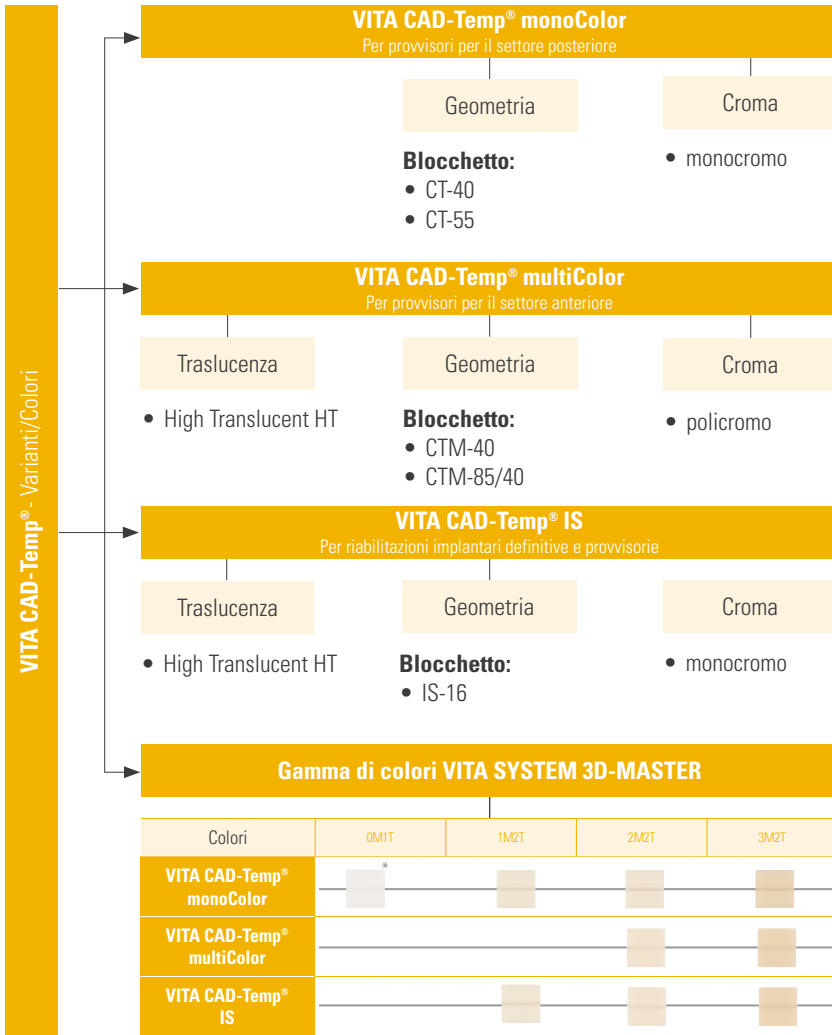 VITA CAD-Temp® - Varianti/Colori
VITA CAD-Temp® monoColor
Per provvisori per il settore posteriore
Geometria
Croma
Blocchetto:
• CT-40
• CT-55
• monocromo
VITA CAD-Temp® multiColor
Per provvisori per il settore anteriore
Traslucenza
Geometria
Croma
• High Translucent HT
Blocchetto:
• CTM-40
• CTM-85/40
• policromo
VITA CAD-Temp® IS
Per riabilitazioni implantari definitive e provvisorie
Traslucenza
Geometria
Croma
• High Translucent HT
Blocchetto:
• IS-16
• monocromo
Gamma di colori VITA SYSTEM 3D-MASTER
Colori 0M1T 1M2T 2M2T 3M2T
VITA CAD-Temp®
monoColor
*
VITA CAD-Temp®
multiColor
VITA CAD-Temp®
IS